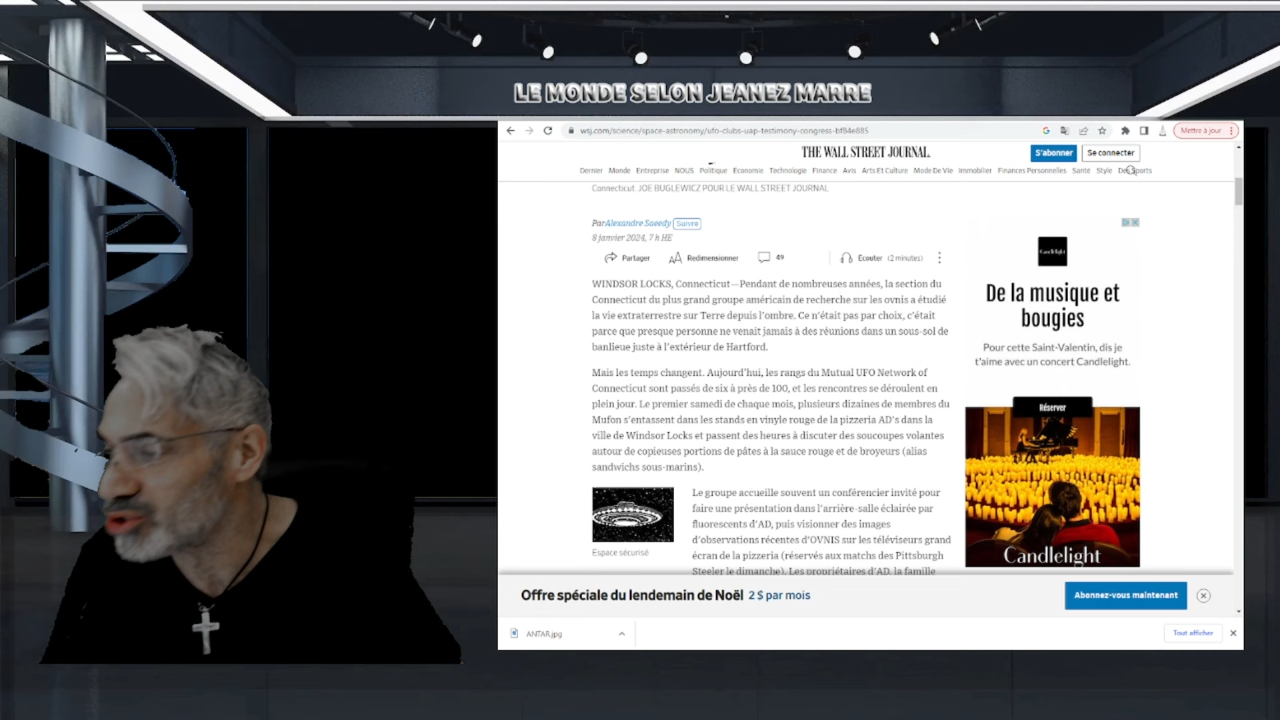 LE MONDE SELON JEANEZ MARRE
wsj.com/science/space-astronomy/ufo-clubs-uap-testimony-congress-bf84e885
Mettre à jour
THE WALL STREET JOURNAL.
S'abonner
Se connecter
Dernier Monde Entreprise NOUS Politique Economie Technologie Finance Avis Arts Et Culture Mode De Vie Immobilier Finances Personnelles Santé Style Des Sports
Connecticut. JOE BUGLEWICZ POUR LE WALL STREET JOURNAL
Par Alexandre Saeedy Suivre
8 janvier 2024, 7 h HE
Partager Redimensionner 49 Écouter (2 minutes)
WINDSOR LOCKS, Connecticut—Pendant de nombreuses années, la section du
Connecticut du plus grand groupe américain de recherche sur les ovnis a étudié
la vie extraterrestre sur Terre depuis l'ombre. Ce n'était pas par choix, c'était
parce que presque personne ne venait jamais à des réunions dans un sous-sol de
banlieue juste à l'extérieur de Hartford.
Mais les temps changent. Aujourd'hui, les rangs du Mutual UFO Network of
Connecticut sont passés de six à près de 100, et les rencontres se déroulent en
plein jour. Le premier samedi de chaque mois, plusieurs dizaines de membres du
Mufon s'entassent dans les stands en vinyle rouge de la pizzeria AD's dans la
ville de Windsor Locks et passent des heures à discuter des soucoupes volantes
autour de copieuses portions de pâtes à la sauce rouge et de broyeurs (alias
sandwichs sous-marins).
Espace sécurisé
Le groupe accueille souvent un conférencier invité pour
faire une présentation dans l'arrière-salle éclairée par
fluorescents d'AD, puis visionner des images
d'observations récentes d'OVNIS sur les téléviseurs grand
écran de la pizzeria (réservés aux matchs des Pittsburgh
Steeler le dimanche). Les propriétaires d'AD, la famille
Candlelight
De la musique et
bougies
Pour cette Saint-Valentin, dis je
t'aime avec un concert Candlelight.
Réserver
Candlelight
Offre spéciale du lendemain de Noël 2 $ par mois
Abonnez-vous maintenant
ANTAR.jpg
Tout afficher